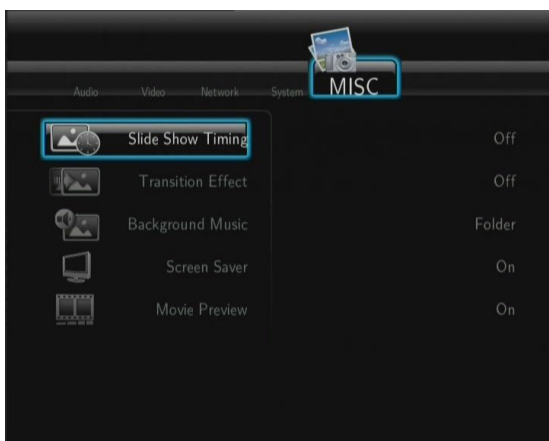 Audio Video Network System MISC
Slide Show Timing Off
Transition Effect Off
Background Music Folder
Screen Saver On
Movie Preview On